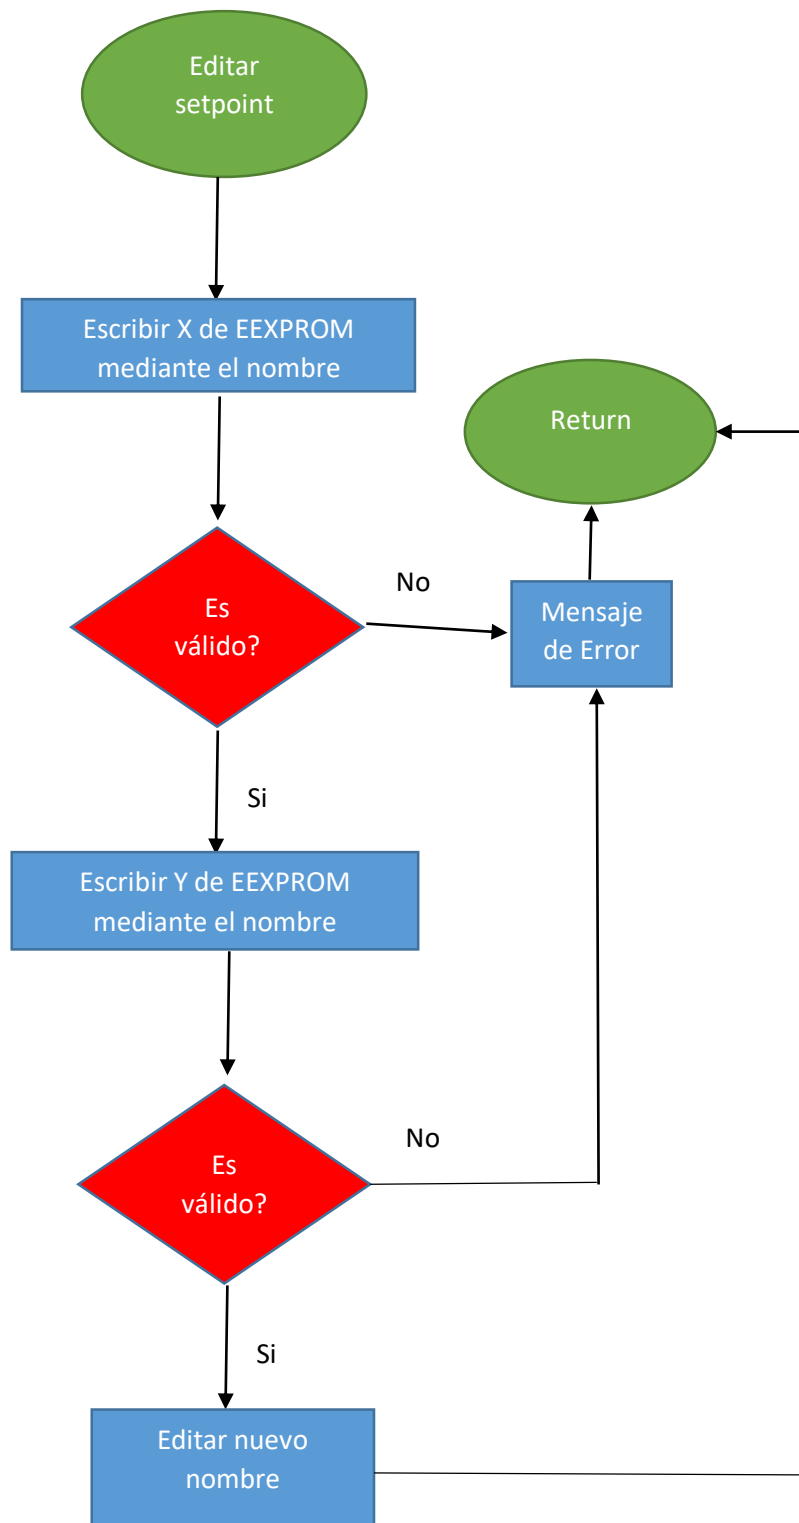 Editar
setpoint
Escribir X de EEXPROM
mediante el nombre
Return
Es
válido?
No
Mensaje
de Error
Si
Escribir Y de EEXPROM
mediante el nombre
Es
válido?
No
Si
Editar nuevo
nombre